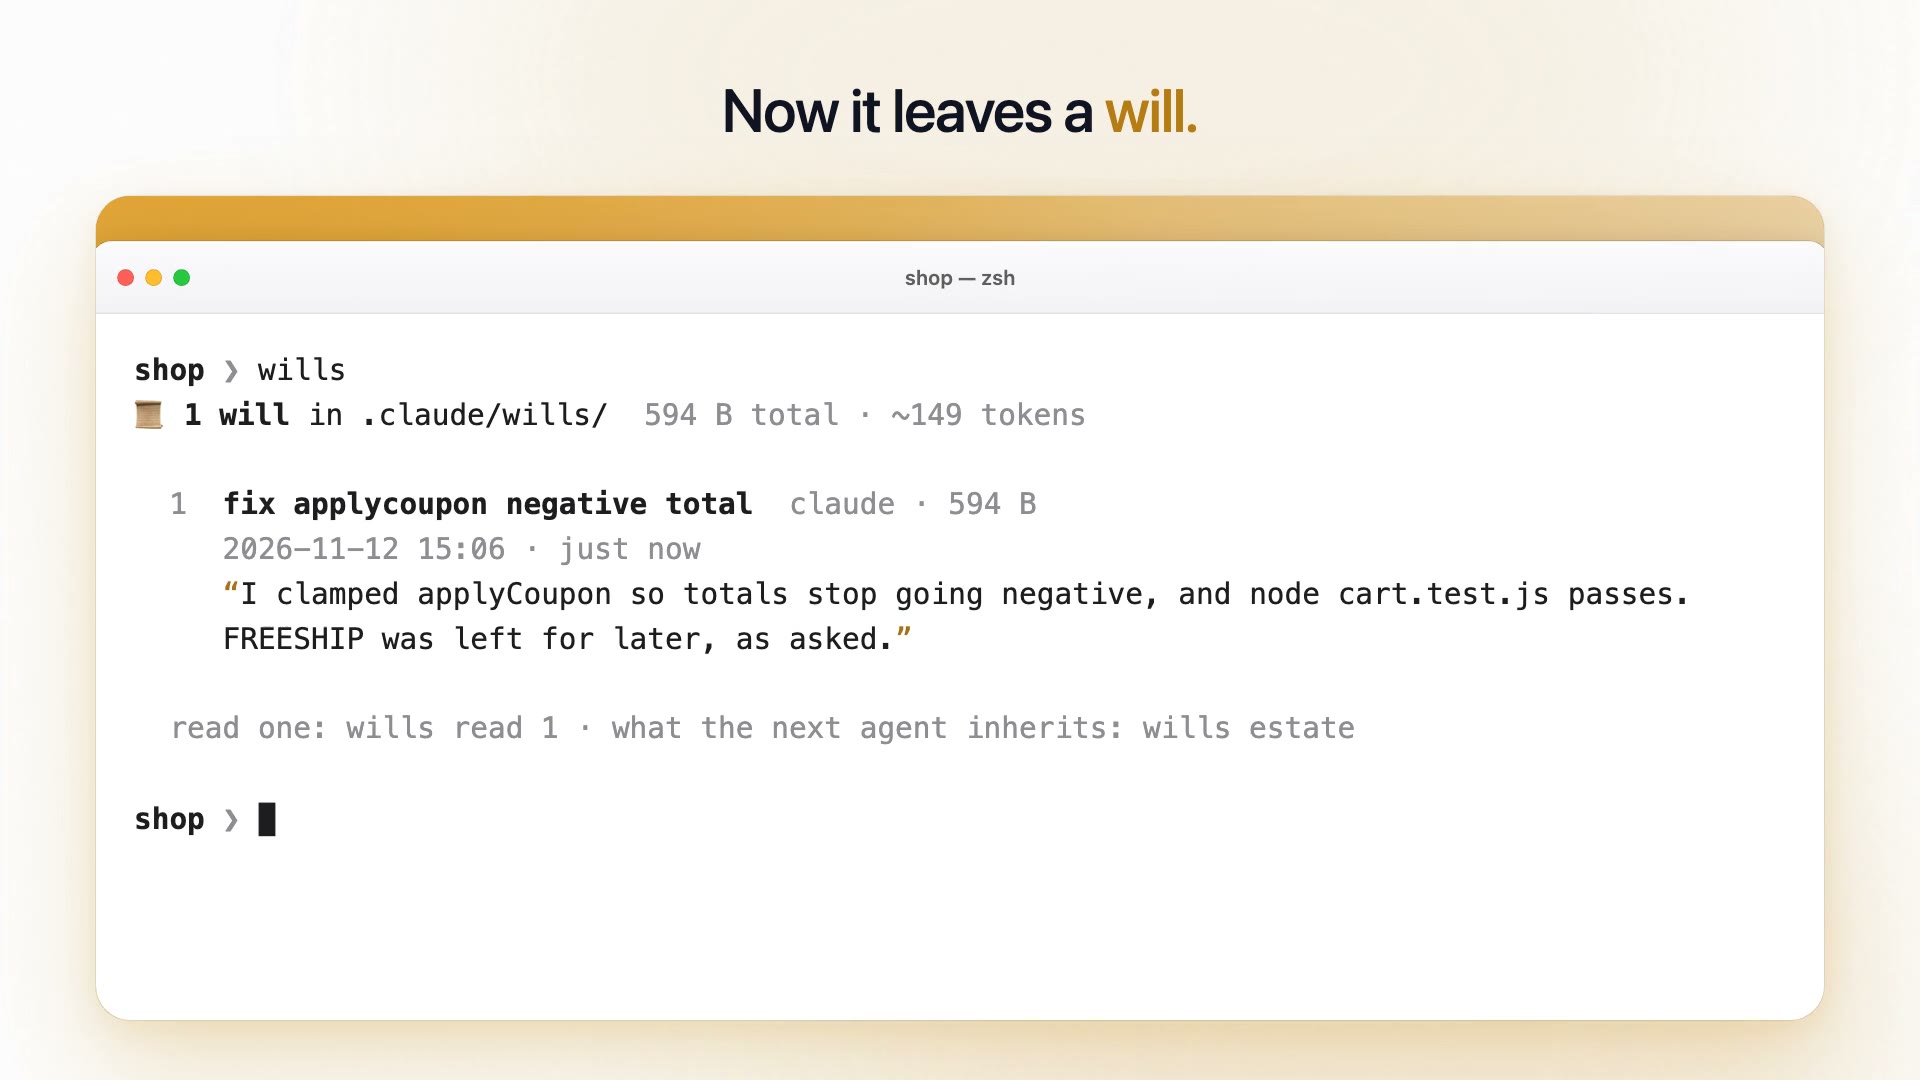 Now it leaves a will.
shop — zsh
shop ❯ wills
📜 1 will in .claude/wills/  594 B total · ~149 tokens
1  fix applycoupon negative total  claude · 594 B
2026-11-12 15:06 · just now
“I clamped applyCoupon so totals stop going negative, and node cart.test.js passes.
FREESHIP was left for later, as asked.”
read one: wills read 1 · what the next agent inherits: wills estate
shop ❯